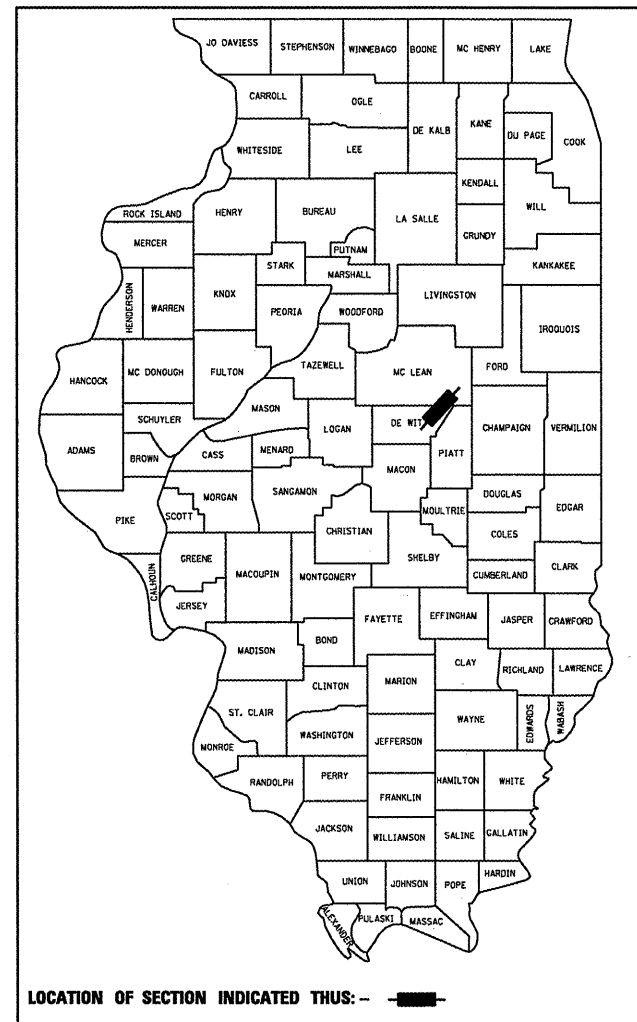 JO DAVIESS STEPHENSON WINNEBAGO BOONE MC HENRY LAKE
CARROLL OGLE DE KALB KANE DU PAGE COOK
WHITESIDE LEE
KENDALL WILL
ROCK ISLAND HENRY BUREAU LA SALLE GRUNDY
MERCER PUTNAM
STARK MARSHALL KANKAKEE
HENDERSON WARREN KNOX PEORIA WOODFORD LIVINGSTON IROQUOIS
HANCOCK MC DONOUGH FULTON TAZEWELL MC LEAN FORD
SCHUYLER MASON LOGAN DE WIT CHAMPAIGN VERMILION
ADAMS BROWN CASS MENARD MACON PIATT
PIKE SCOTT MORGAN SANGAMON CHRISTIAN MOULTRIE DOUGLAS EDGAR
COLES
CALHOUN GREENE MACOUPIN MONTGOMERY SHELBY CUMBERLAND CLARK
JERSEY FAYETTE EFFINGHAM JASPER CRAWFORD
MADISON BOND
CLAY RICHLAND LAWRENCE
CLINTON MARION
ST. CLAIR WAYNE EDWARDS WABASH
MONROE WASHINGTON JEFFERSON
RANDOLPH PERRY HAMILTON WHITE
FRANKLIN
JACKSON WILLIAMSON SALINE GALLATIN
UNION JOHNSON POPE HARDIN
ALEXANDER PULASKI MASSAC
LOCATION OF SECTION INDICATED THUS: -